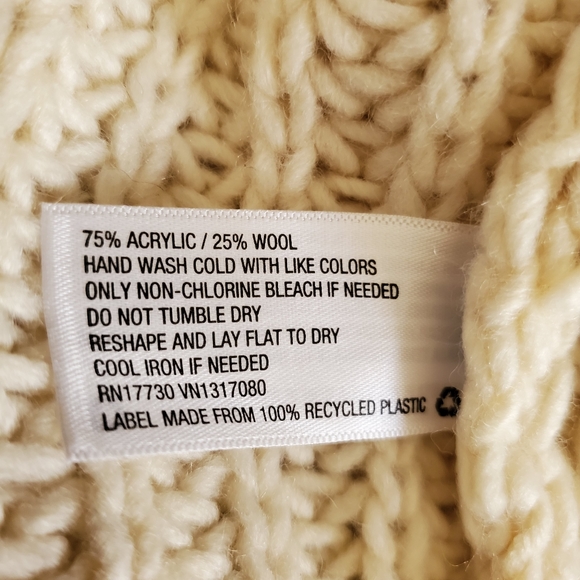 75% ACRYLIC / 25% WOOL
HAND WASH COLD WITH LIKE COLORS
ONLY NON-CHLORINE BLEACH IF NEEDED
DO NOT TUMBLE DRY
RESHAPE AND LAY FLAT TO DRY
COOL IRON IF NEEDED
RN17730 VN1317080
LABEL MADE FROM 100% RECYCLED PLASTIC